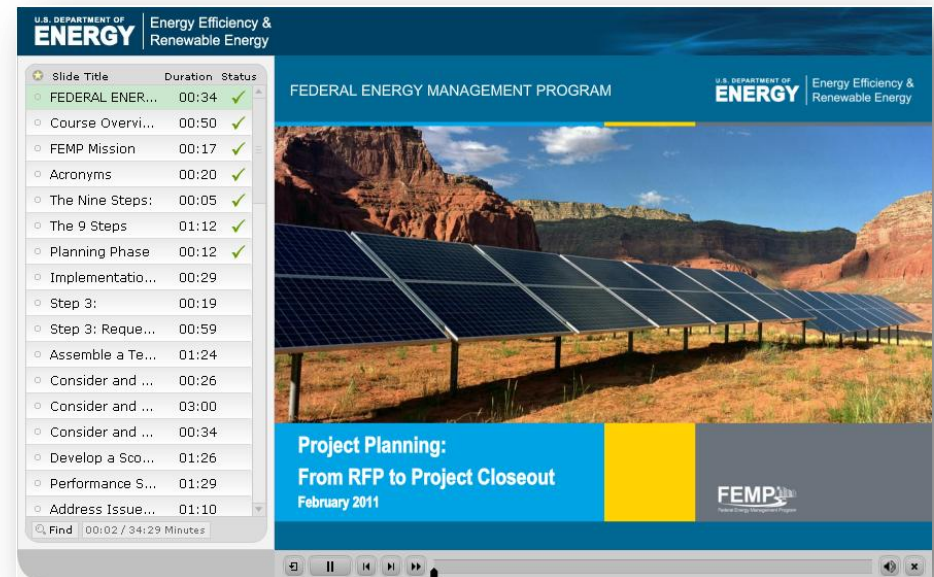 U.S. DEPARTMENT OF
ENERGY
Energy Efficiency &
Renewable Energy
Slide Title Duration Status
FEDERAL ENER... 00:34
Course Overvi... 00:50
FEMP Mission 00:17
Acronyms 00:20
The Nine Steps: 00:05
The 9 Steps 01:12
Planning Phase 00:12
Implementatio... 00:29
Step 3: 00:19
Step 3: Reque... 00:59
Assemble a Te... 01:24
Consider and ... 00:26
Consider and ... 03:00
Consider and ... 00:34
Develop a Sco... 01:26
Performance S... 01:29
Address Issue... 01:10
Find 00:02 / 34:29 Minutes
FEDERAL ENERGY MANAGEMENT PROGRAM
U.S. DEPARTMENT OF
ENERGY
Energy Efficiency &
Renewable Energy
Project Planning:
From RFP to Project Closeout
February 2011
FEMP
Federal Energy Management Program